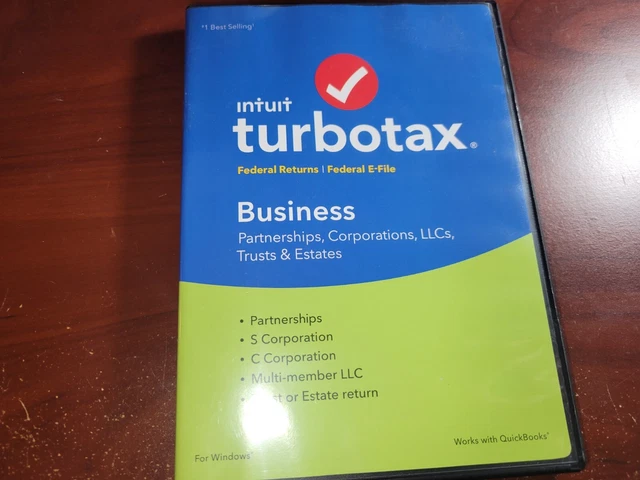 #1 Best Selling*
intuit
turbotax®
Federal Returns | Federal E-File
Business
Partnerships, Corporations, LLCs,
Trusts & Estates
• Partnerships
• S Corporation
• C Corporation
• Multi-member LLC
• or Estate return
Works with QuickBooks*
For Windows*